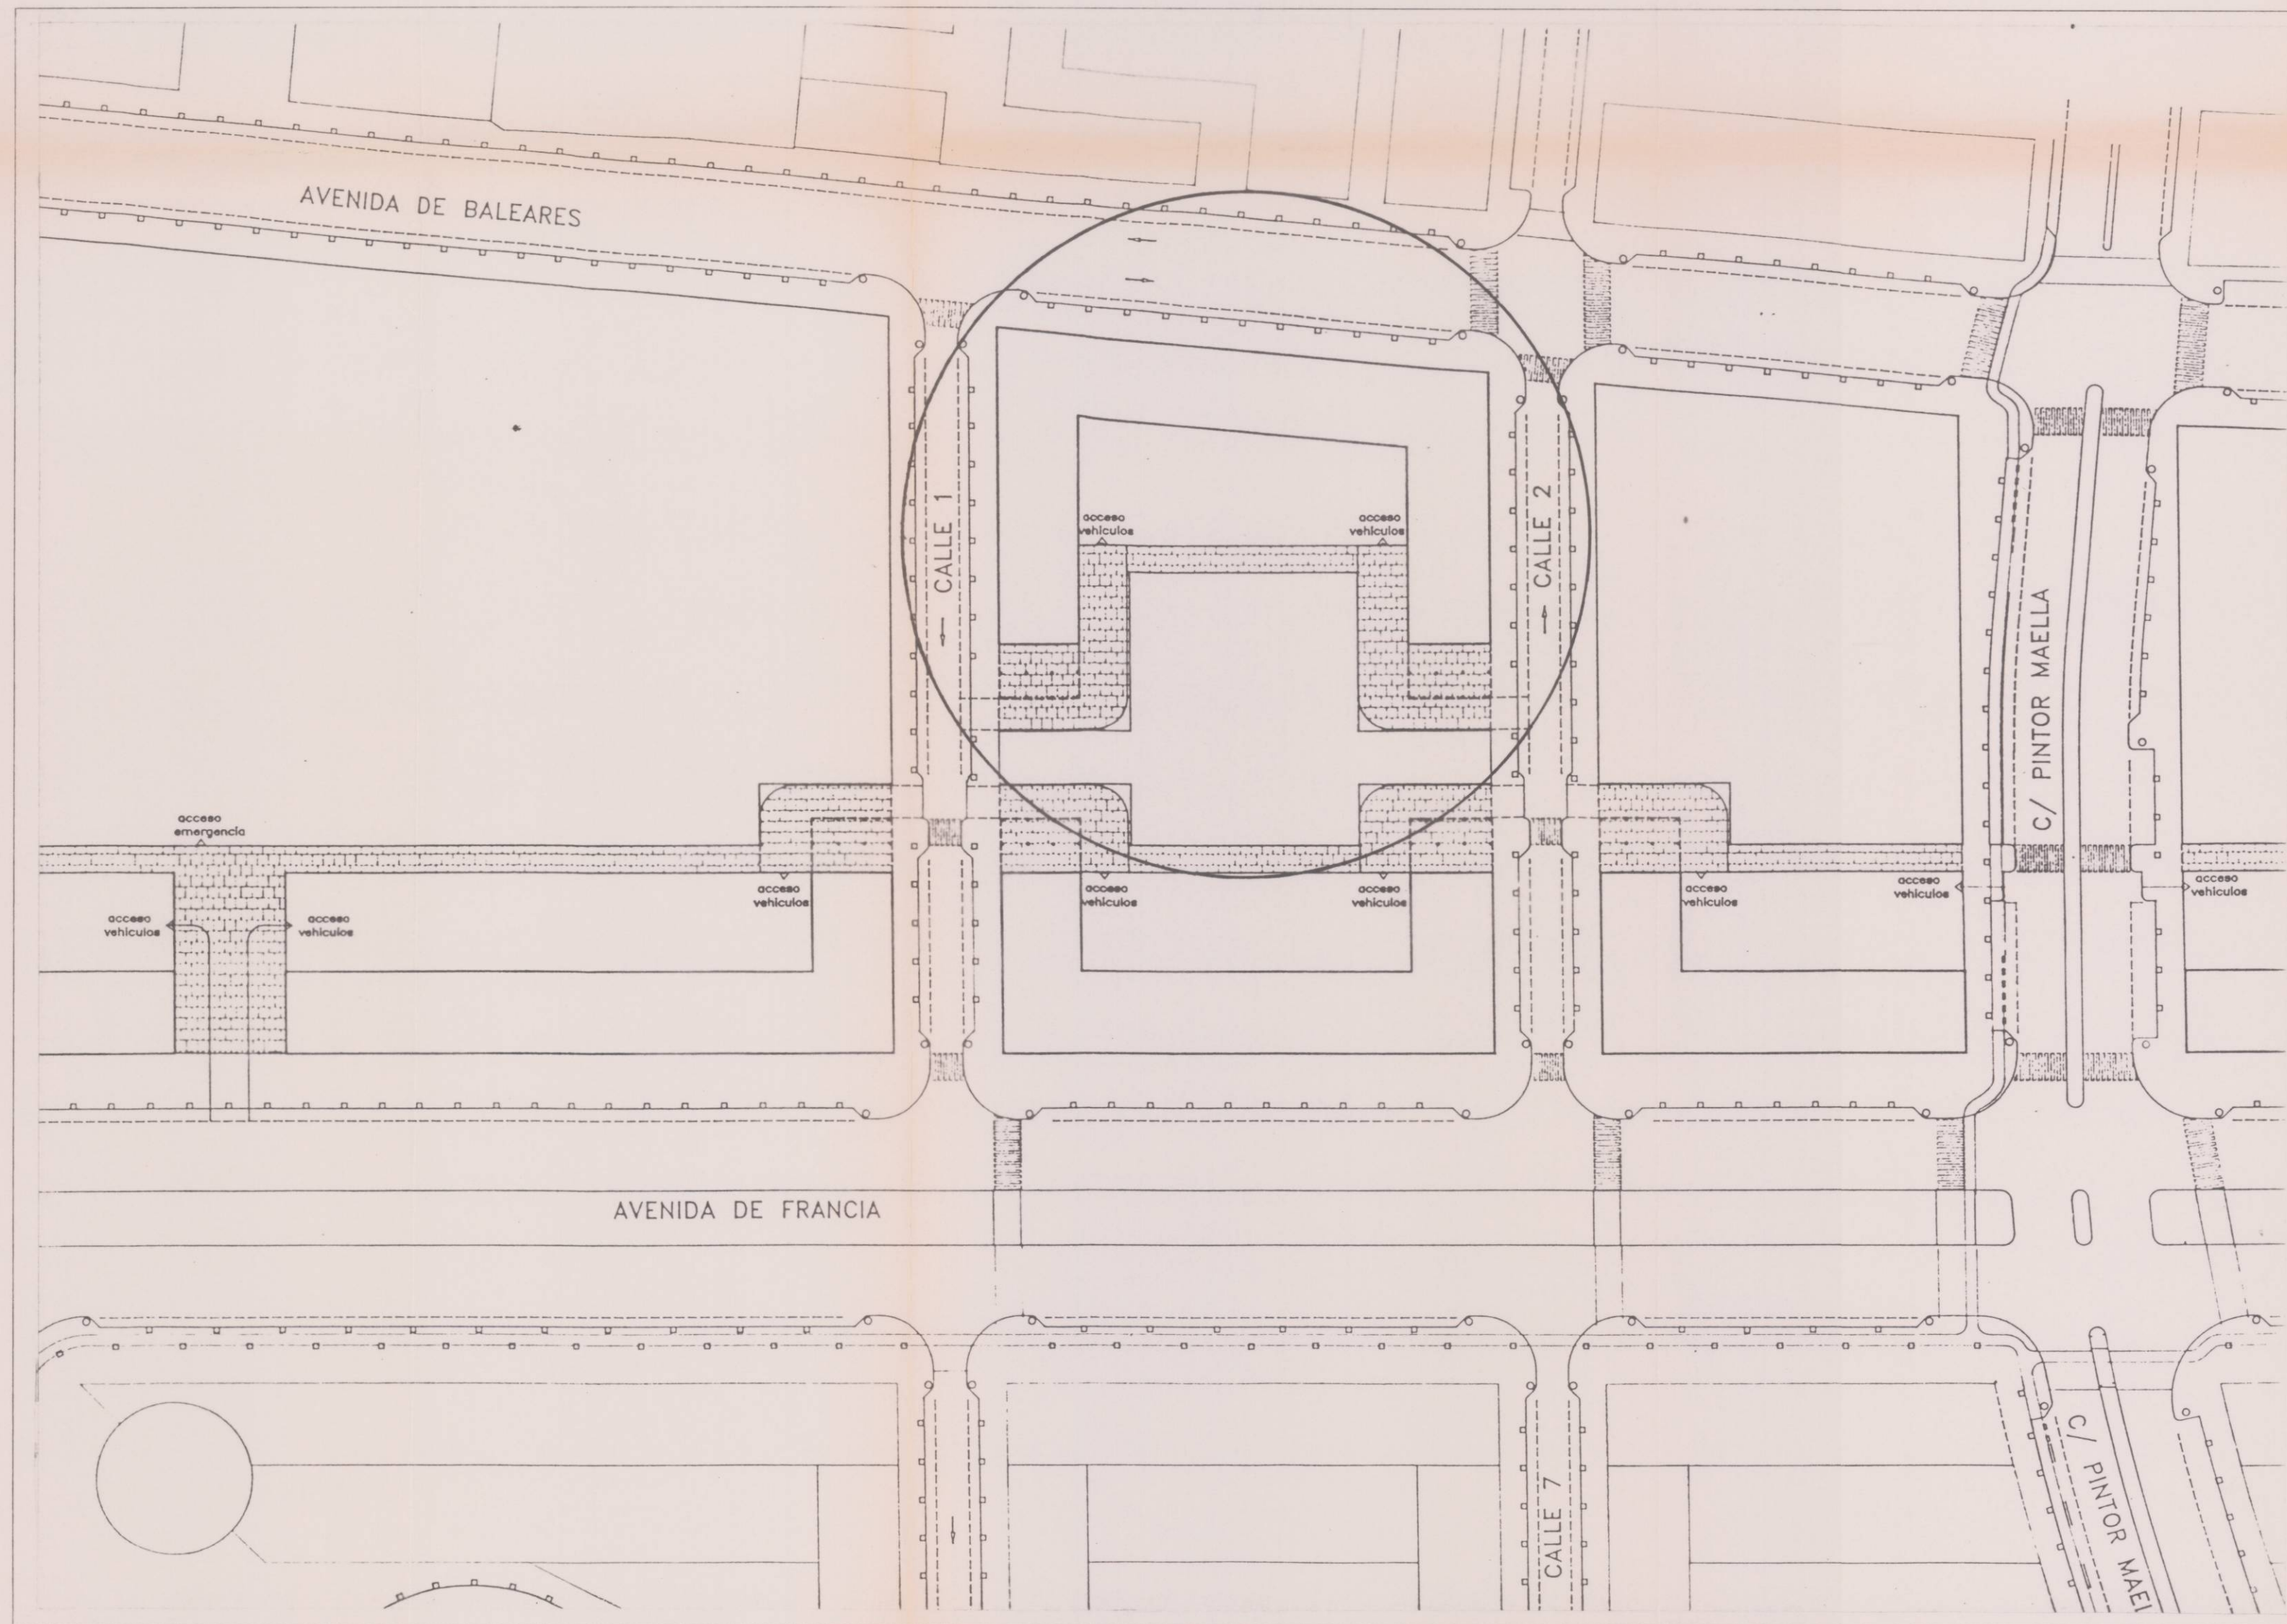 AVENIDA DE BALEARES
CALLE 1
CALLE 2
acceso
vehiculos
acceso
vehiculos
C/ PINTOR MAELLA
acceso
emergencia
acceso
vehiculos
acceso
vehiculos
acceso
vehiculos
acceso
vehiculos
acceso
vehiculos
acceso
vehiculos
acceso
vehiculos
acceso
vehiculos
acceso
vehiculos
AVENIDA DE FRANCIA
CALLE 7
C/ PINTOR MAEL